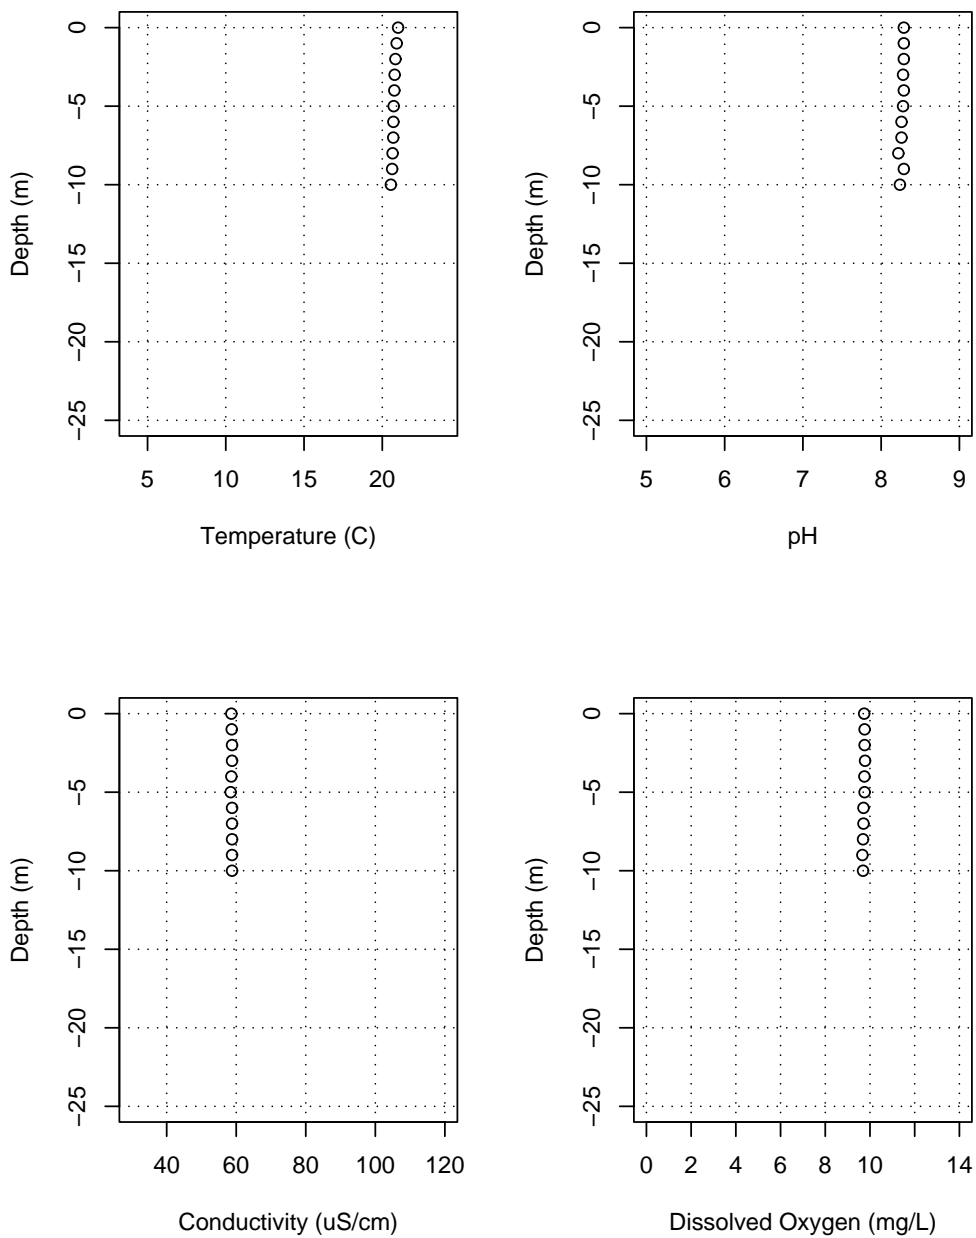 0
−5
−10
−15
−20
−25
Depth (m)
5 10 15 20
Temperature (C)
0
−5
−10
−15
−20
−25
Depth (m)
5 6 7 8 9
pH
0
−5
−10
−15
−20
−25
Depth (m)
40 60 80 100 120
Conductivity (uS/cm)
0
−5
−10
−15
−20
−25
Depth (m)
0 2 4 6 8 10 14
Dissolved Oxygen (mg/L)